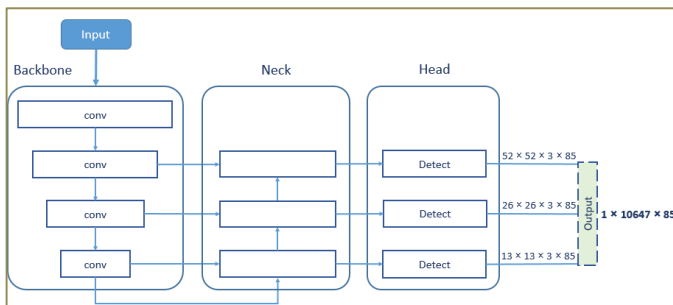 Input
Backbone
Neck
Head
conv
conv
Detect
52 × 52 × 3 × 85
conv
Detect
26 × 26 × 3 × 85
Output
1 × 10647 × 85
conv
Detect
13 × 13 × 3 × 85